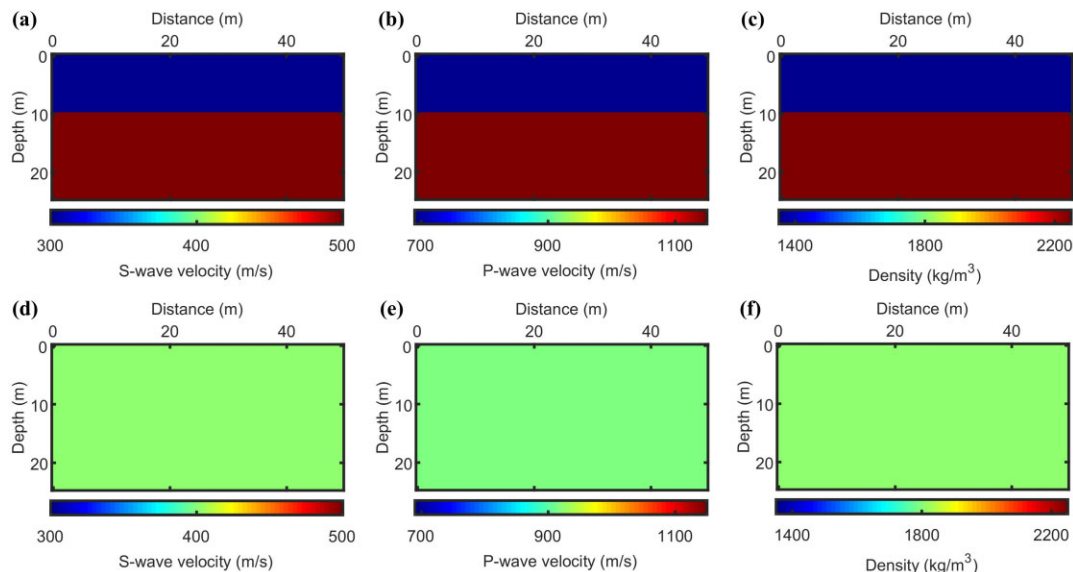 (a) Distance (m) (b) Distance (m) (c) Distance (m)
0 20 40 0 20 40 0 20 40
0 0 0
Depth (m) 10 Depth (m) 10 Depth (m) 10
20 20 20
300 400 500 700 900 1100 1400 1800 2200
S-wave velocity (m/s) P-wave velocity (m/s) Density (kg/m³)
(d) Distance (m) (e) Distance (m) (f) Distance (m)
0 20 40 0 20 40 0 20 40
0 0 0
Depth (m) 10 Depth (m) 10 Depth (m) 10
20 20 20
300 400 500 700 900 1100 1400 1800 2200
S-wave velocity (m/s) P-wave velocity (m/s) Density (kg/m³)